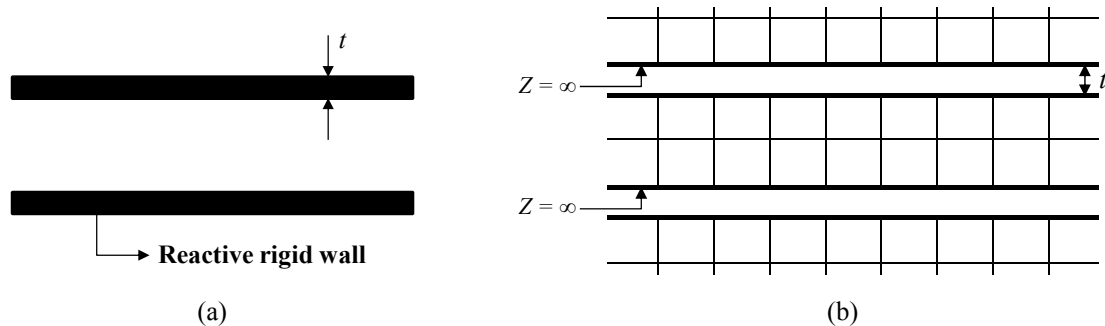 t
Reactive rigid wall
(a)
Z = ∞
t
Z = ∞
(b)